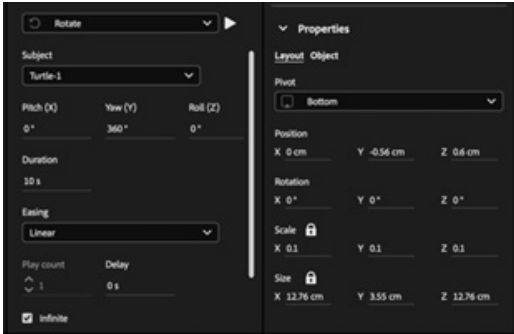 Rotate
Subject
Turtle-1
Pitch (X) Yaw (Y) Roll (Z)
0° 360° 0°
Duration
10 s
Easing
Linear
Play count Delay
1 0 s
Infinite
Properties
Layout Object
Pivot
Bottom
Position
X 0 cm Y -0.56 cm Z 0.6 cm
Rotation
X 0° Y 0° Z 0°
Scale
X 0.1 Y 0.1 Z 0.1
Size
X 12.76 cm Y 3.55 cm Z 12.76 cm